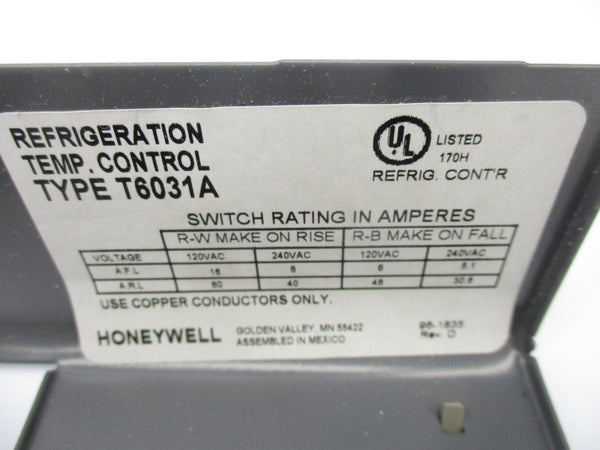 REFRIGERATION
TEMP. CONTROL
TYPE T6031A
UL LISTED
170H
REFRIG. CONT'R
SWITCH RATING IN AMPERES
R-W MAKE ON RISE R-B MAKE ON FALL
VOLTAGE 120VAC 240VAC 120VAC 240VAC
A.F.L 16 8 8 5.1
A.R.L 80 40 48 30.6
USE COPPER CONDUCTORS ONLY.
HONEYWELL
GOLDEN VALLEY, MN 55422
ASSEMBLED IN MEXICO
95-1635
Rev. D